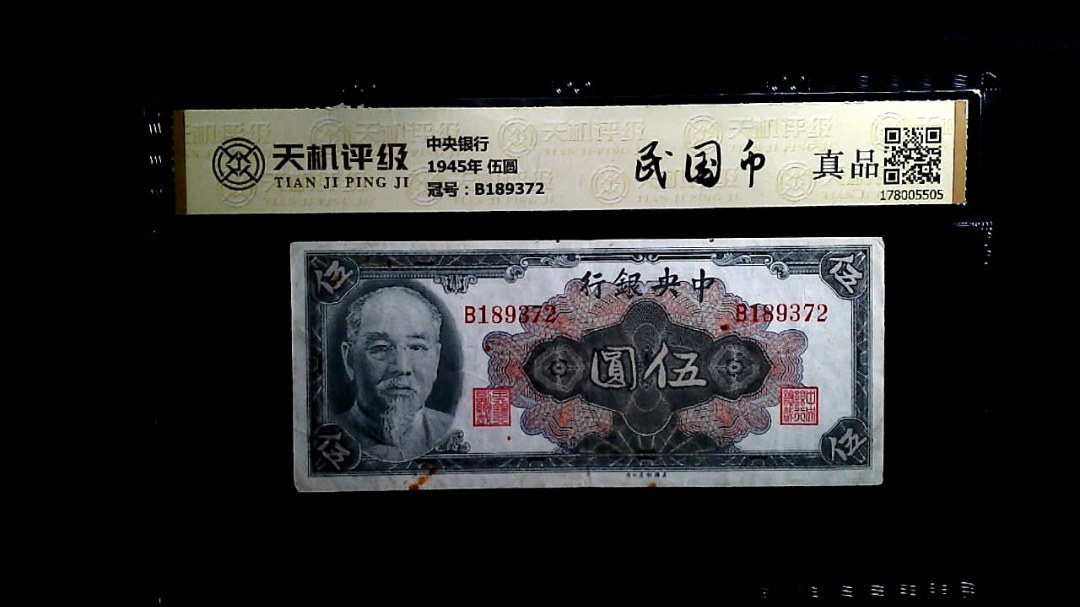 天机评级
TIAN JI PING JI
中央银行
1945年 伍圆
冠号：B189372
民国币
真品
178005505
中央銀行
B189372
B189372
伍圓
伍
伍
伍
伍